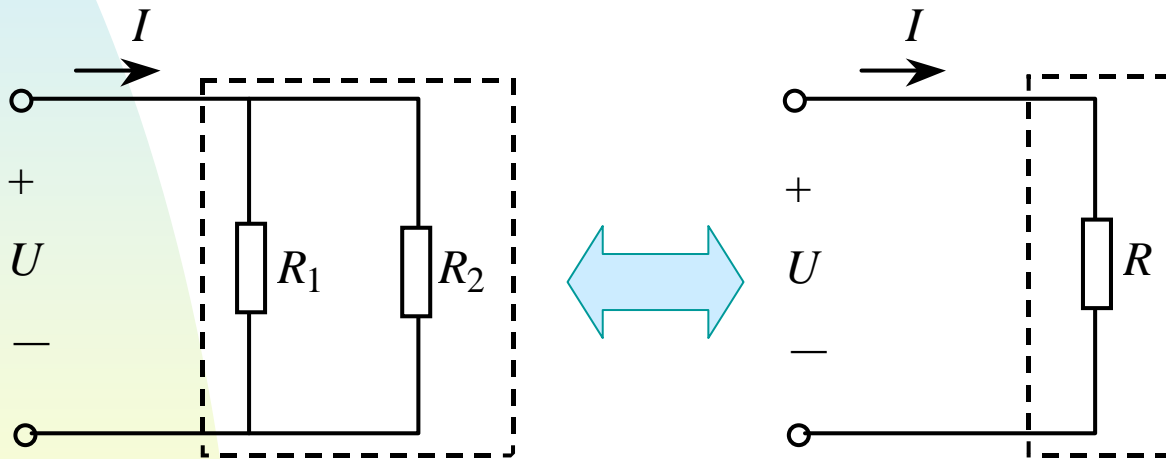 I I
+ +
U R₁ R₂ U R
— —